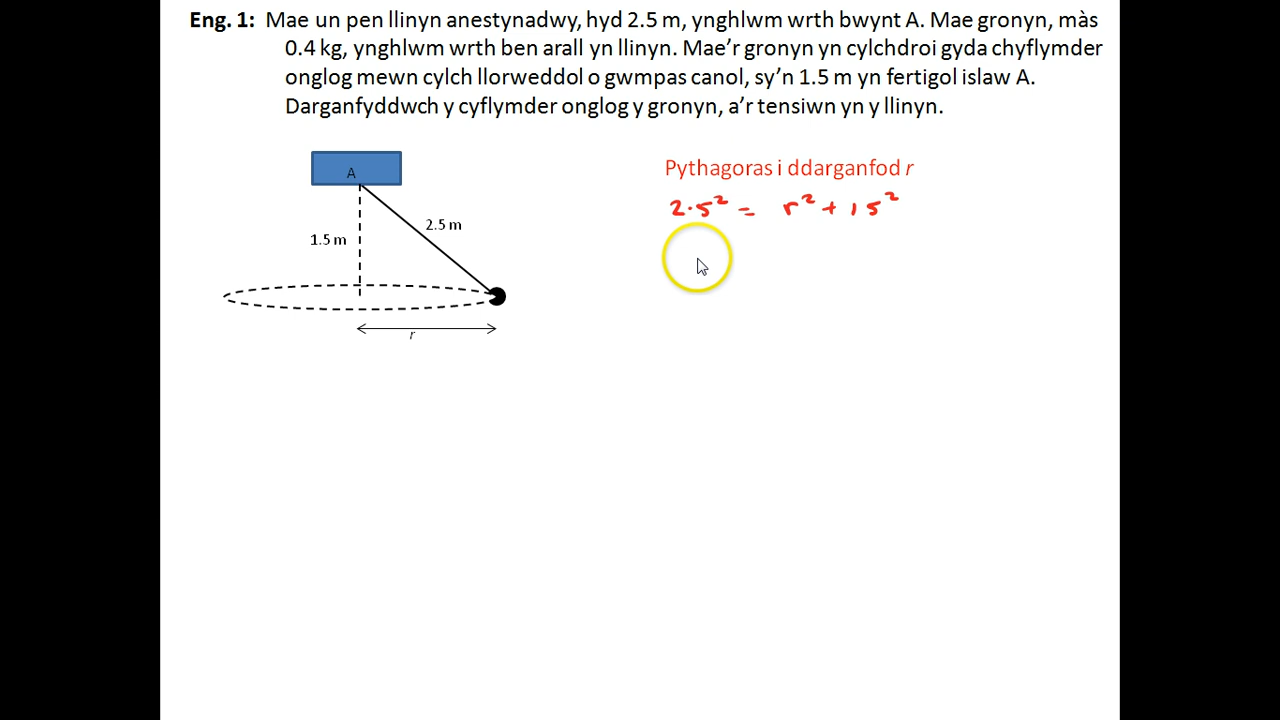 Eng. 1: Mae un pen llinyn anestynadwy, hyd 2.5 m, ynghlwm wrth bwynt A. Mae gronyn, màs
0.4 kg, ynghlwm wrth ben arall yn llinyn. Mae’r gronyn yn cylchdroi gyda chyflymder
onglog mewn cylch llorweddol o gwmpas canol, sy’n 1.5 m yn fertigol islaw A.
Darganfyddwch y cyflymder onglog y gronyn, a’r tensiwn yn y llinyn.
A
2.5 m
1.5 m
r
Pythagoras i ddarganfod r
2·5² = r² + 15²